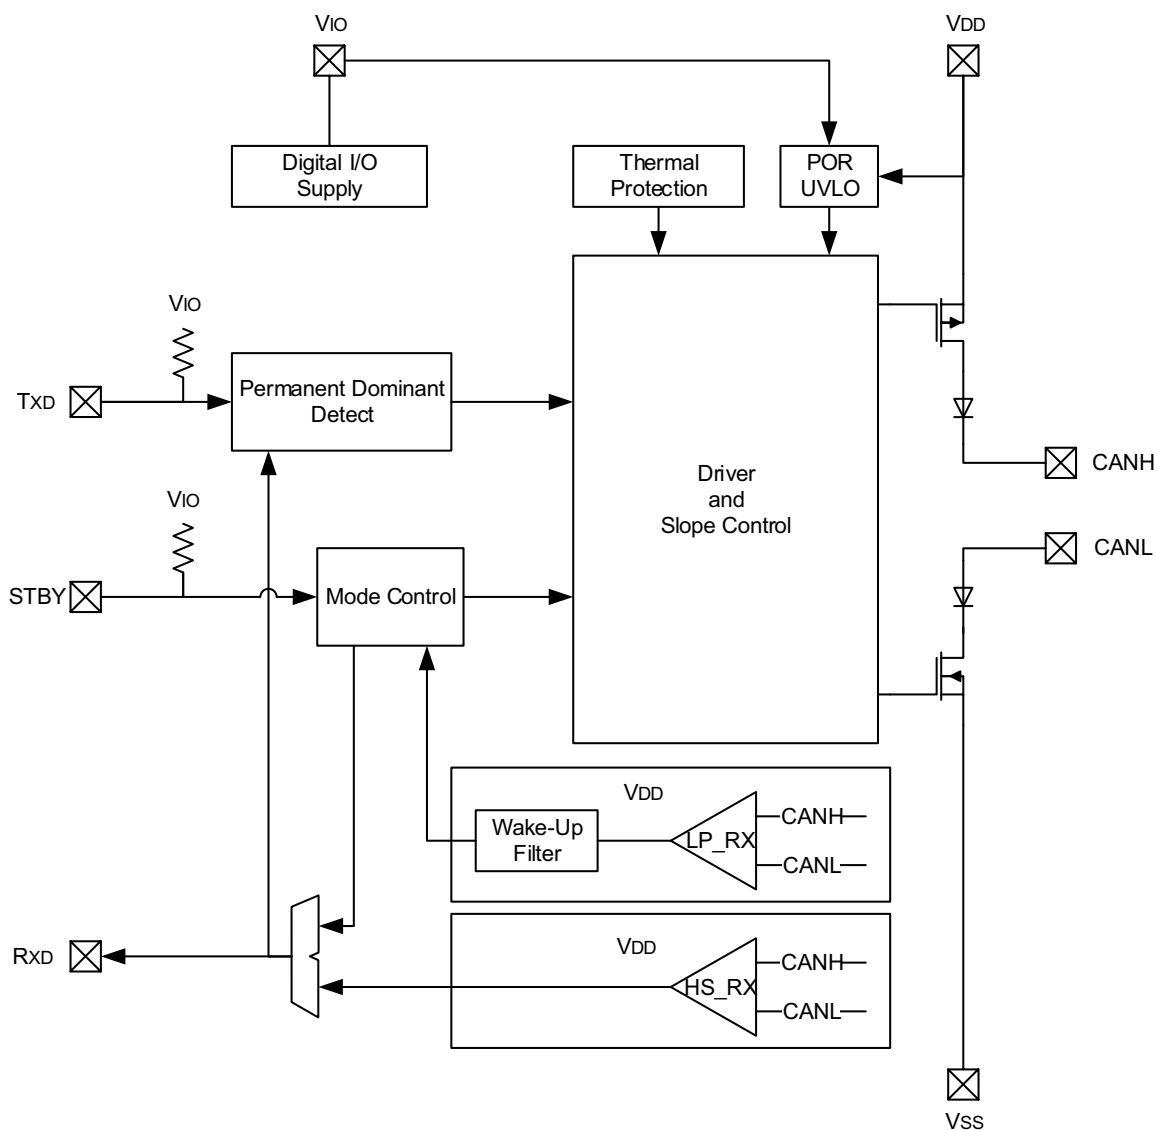 VIO
VDD
Digital I/O
Supply
Thermal
Protection
POR
UVLO
VIO
TXD
Permanent Dominant
Detect
Driver
and
Slope Control
CANH
VIO
CANL
STBY
Mode Control
VDD
Wake-Up
Filter
LP_RX
CANH
CANL
RXD
VDD
HS_RX
CANH
CANL
VSS